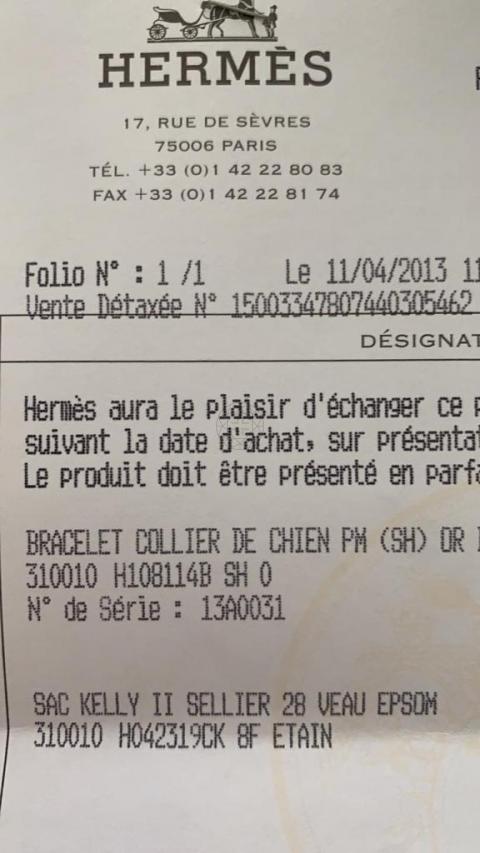 HERMÈS
17, RUE DE SÈVRES
75006 PARIS
TÉL. +33 (0)1 42 22 80 83
FAX +33 (0)1 42 22 81 74
Folio N° : 1 /1 Le 11/04/2013 11
Vente Détaxée N° 15003347807440305462
DÉSIGNAT
Hermès aura le plaisir d'échanger ce p
suivant la date d'achat, sur présentat
Le produit doit être présenté en parfa
BRACELET COLLIER DE CHIEN PM (SH) OR
310010 H108114B SH 0
N° de Série : 13A0031
SAC KELLY II SELLIER 28 VEAU EPSOM
310010 H042319CK 8F ETAIN